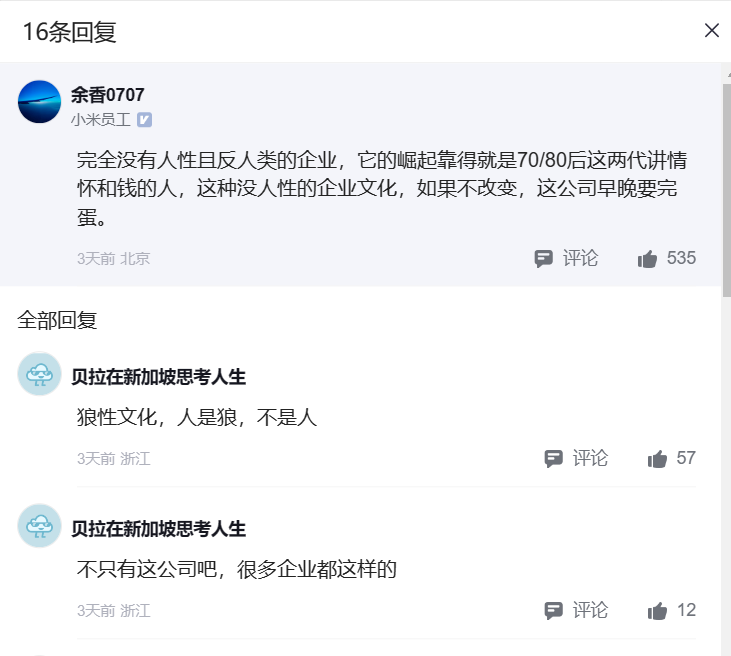 16条回复
余香0707
小米员工
完全没有人性且反人类的企业，它的崛起靠得就是70/80后这两代讲情
怀和钱的人，这种没人性的企业文化，如果不改变，这公司早晚要完
蛋。
3天前 北京 评论 535
全部回复
贝拉在新加坡思考人生
狼性文化，人是狼，不是人
3天前 浙江 评论 57
贝拉在新加坡思考人生
不只有这公司吧，很多企业都这样的
3天前 浙江 评论 12